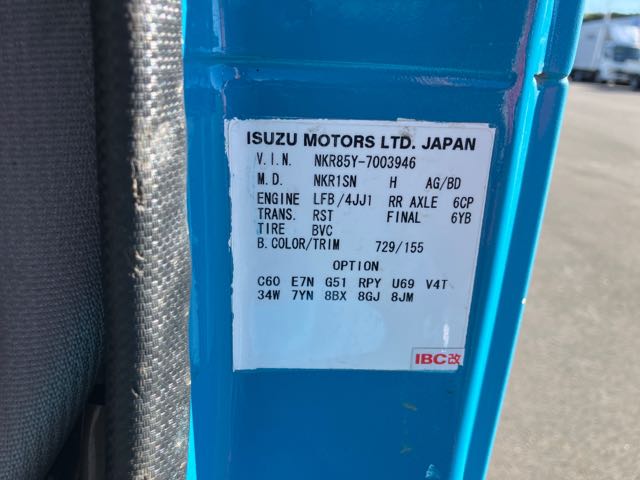 ISUZU MOTORS LTD. JAPAN
V.I.N. NKR85Y-7003946
M.D. NKR1SN H AG/BD
ENGINE LFB/4JJ1 RR AXLE 6CP
TRANS. RST FINAL 6YB
TIRE BVC
B.COLOR/TRIM 729/155
OPTION
C60 E7N G51 RPY U69 V4T
34W 7YN 8BX 8GJ 8JM
IBC改